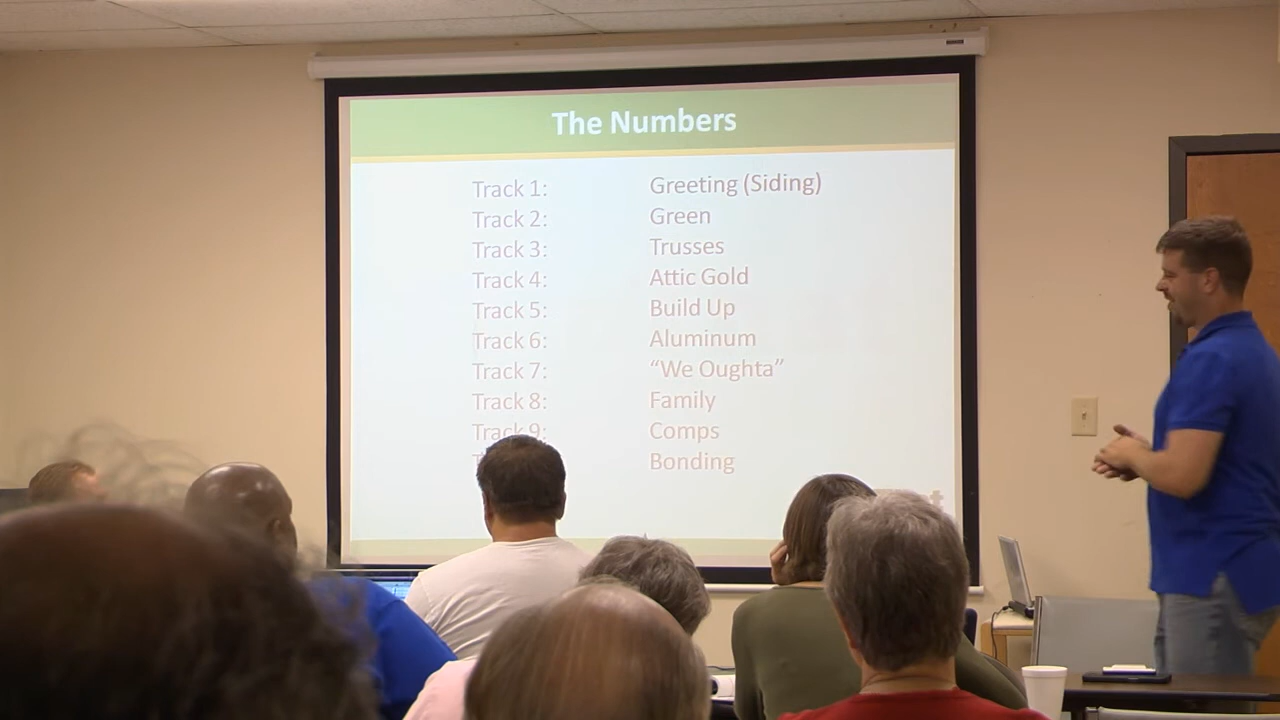 The Numbers
Track 1: Greeting (Siding)
Track 2: Green
Track 3: Trusses
Track 4: Attic Gold
Track 5: Build Up
Track 6: Aluminum
Track 7: “We Oughta”
Track 8: Family
Track 9: Comps
Bonding